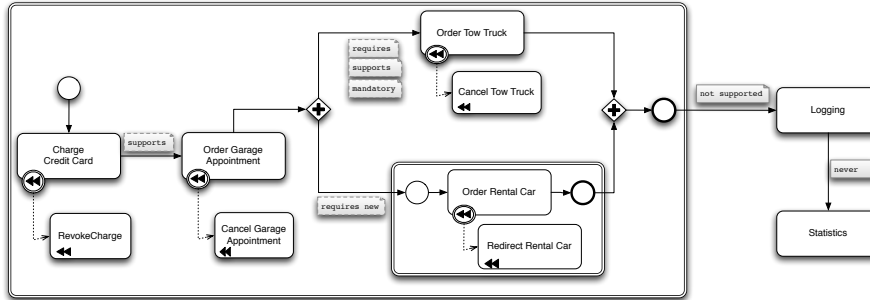 Order Tow Truck
requires
supports
mandatory
Cancel Tow Truck
not supported
Logging
Charge
Credit Card
supports
Order Garage
Appointment
never
Order Rental Car
requires new
RevokeCharge
Cancel Garage
Appointment
Redirect Rental Car
Statistics